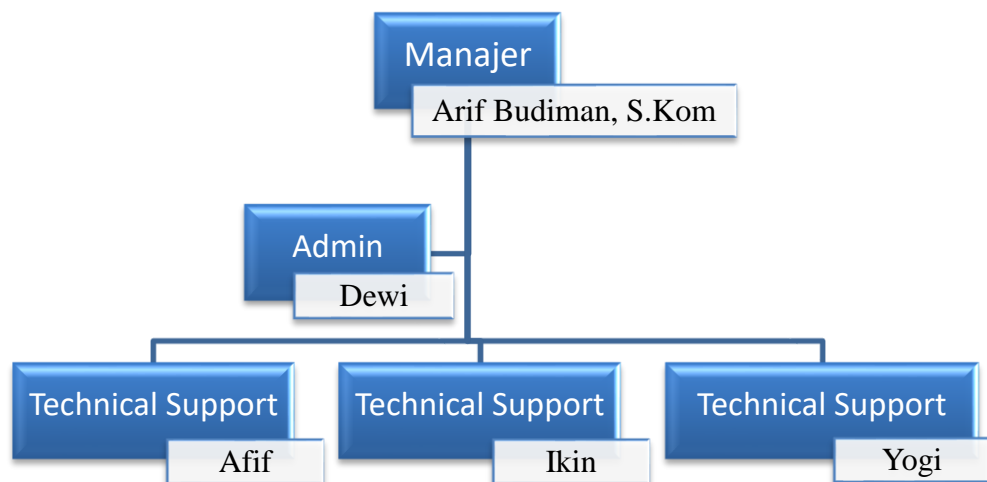 Manajer
Arif Budiman, S.Kom
Admin
Dewi
Technical Support
Afif
Technical Support
Ikin
Technical Support
Yogi